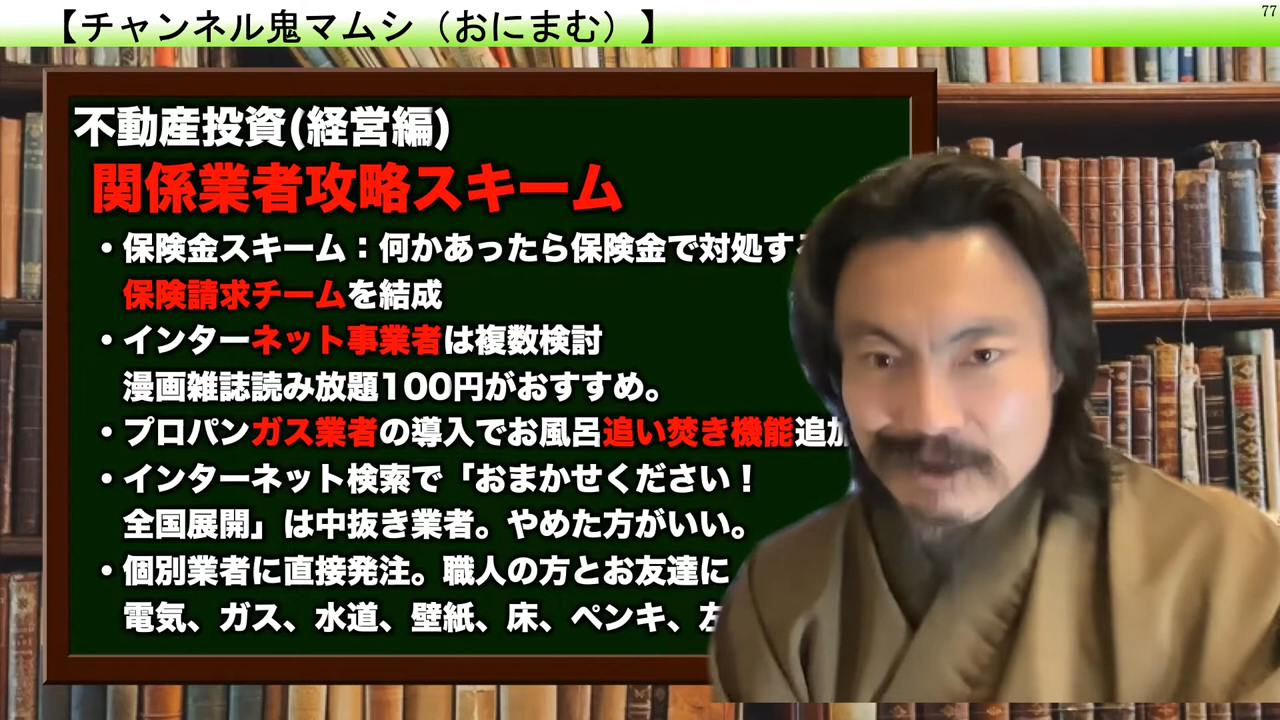 【チャンネル鬼マムシ（おにまむ）】
77
不動産投資(経営編)
関係業者攻略スキーム
・保険金スキーム：何かあったら保険金で対処する
保険請求チームを結成
・インターネット事業者は複数検討
漫画雑誌読み放題100円がおすすめ。
・プロパンガス業者の導入でお風呂追い焚き機能追加
・インターネット検索で「おまかせください！
全国展開」は中抜き業者。やめた方がいい。
・個別業者に直接発注。職人の方とお友達に
電気、ガス、水道、壁紙、床、ペンキ、